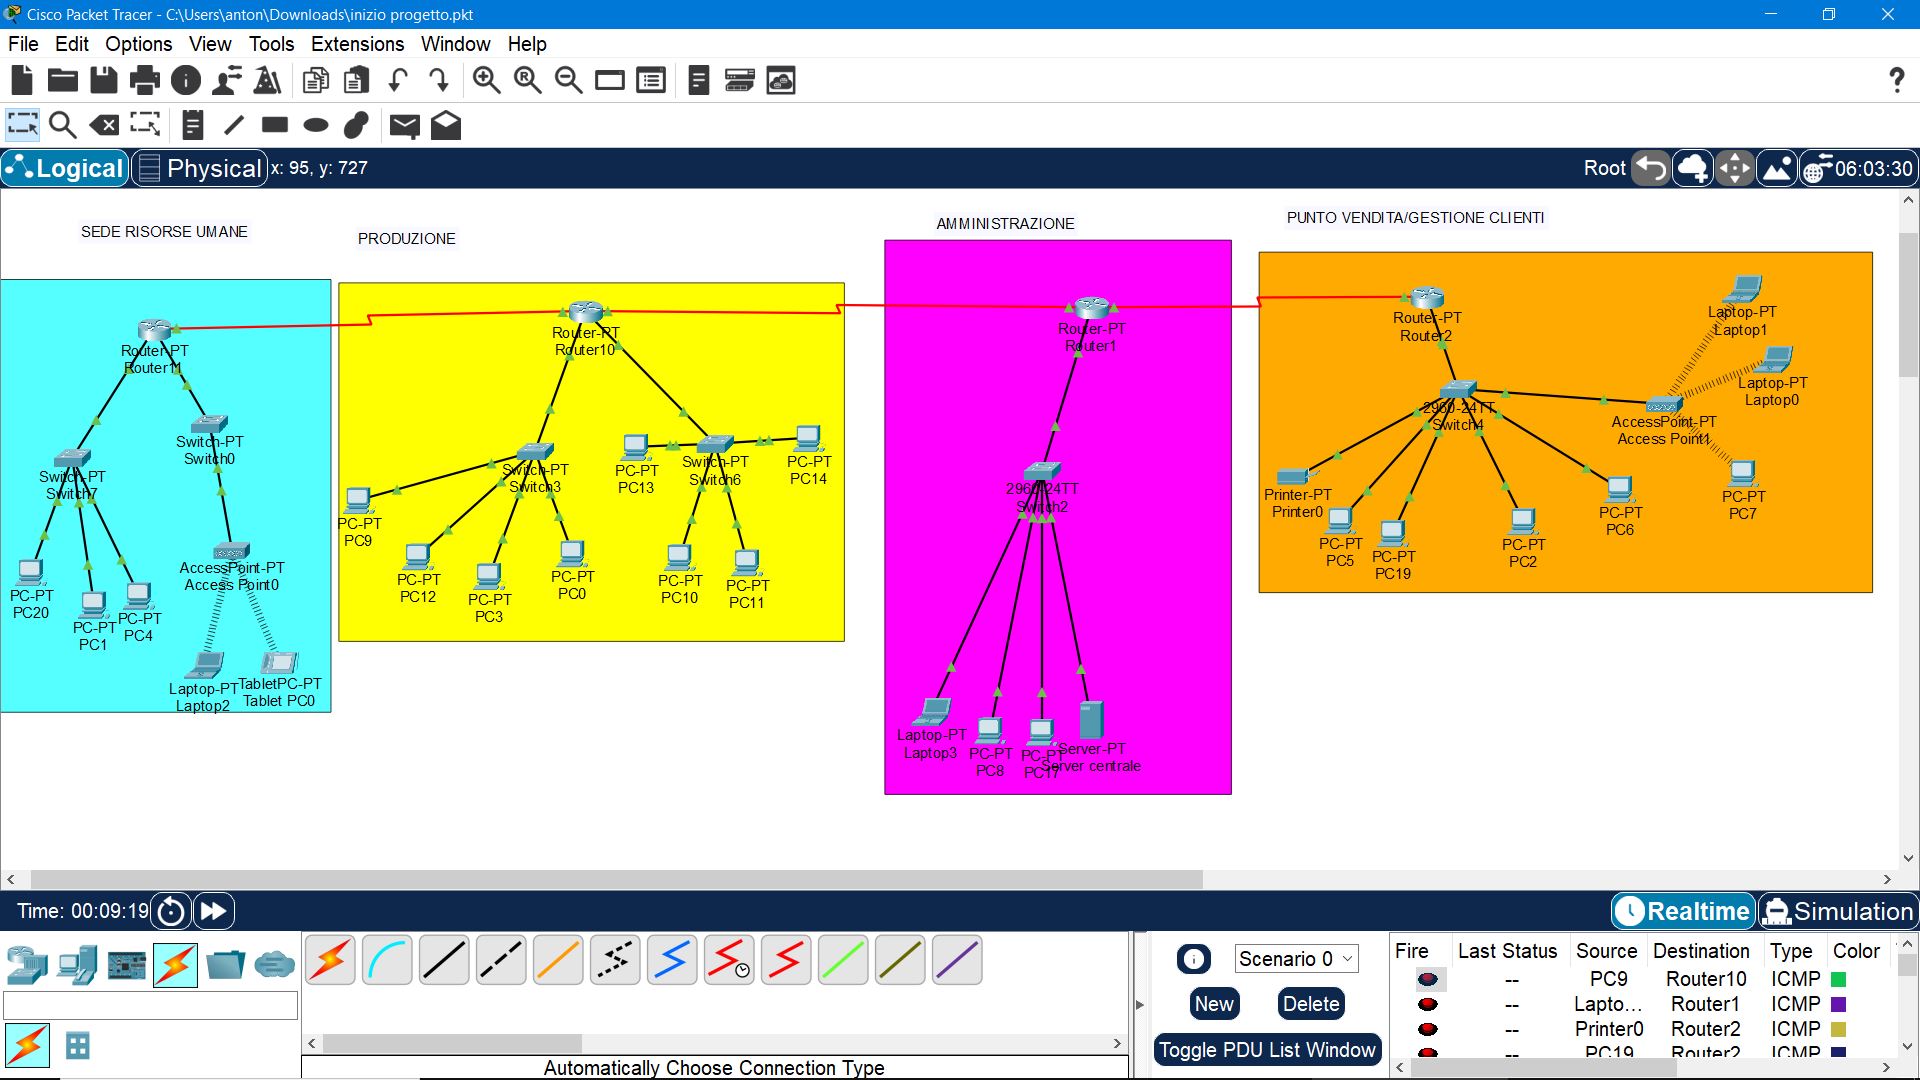 Cisco Packet Tracer - C:\Users\anton\Downloads\inizio progetto.pkt
File Edit Options View Tools Extensions Window Help
Logical Physical x: 95, y: 727 Root 06:03:30
SEDE RISORSE UMANE
PRODUZIONE
AMMINISTRAZIONE
PUNTO VENDITA/GESTIONE CLIENTI
Router-PT
Router11
Switch-PT
Switch0
Switch-PT
Switch7
AccessPoint-PT
Access Point0
PC-PT
PC20
PC-PT
PC1
PC-PT
PC4
Laptop-PT
Laptop2
TabletPC-PT
Tablet PC0
Router-PT
Router10
Switch-PT
Switch3
PC-PT
PC13
Switch-PT
Switch6
PC-PT
PC14
PC-PT
PC9
PC-PT
PC12
PC-PT
PC3
PC-PT
PC0
PC-PT
PC10
PC-PT
PC11
Router-PT
Router1
2960-24TT
Switch2
Laptop-PT
Laptop3
PC-PT
PC8
PC-PT
PC17
Server-PT
Server centrale
Router-PT
Router2
2960-24TT
Switch4
Laptop-PT
Laptop1
Laptop-PT
Laptop0
AccessPoint-PT
Access Point1
Printer-PT
Printer0
PC-PT
PC5
PC-PT
PC19
PC-PT
PC2
PC-PT
PC6
PC-PT
PC7
Time: 00:09:19 Realtime Simulation
Scenario 0
New Delete
Toggle PDU List Window
Automatically Choose Connection Type
Fire Last Status Source Destination Type Color
-- PC9 Router10 ICMP
-- Lapto... Router1 ICMP
-- Printer0 Router2 ICMP
-- PC19 Router2 ICMP